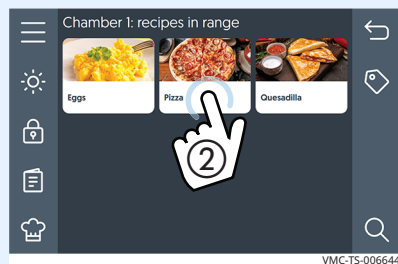 Chamber 1: recipes in range
Eggs
Pizza
Quesadilla
2
VMC-TS-006644